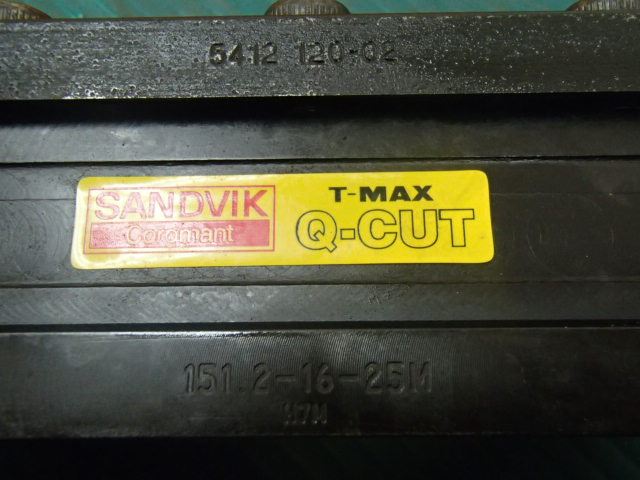 5412 120-02
SANDVIK
Coromant
T-MAX
Q-CUT
151.2-16-25M